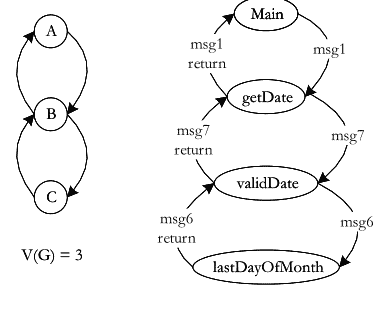 A
B
C
V(G) = 3
Main
msg1
return
msg1
getDate
msg7
return
msg7
validDate
msg6
return
msg6
lastDayOfMonth